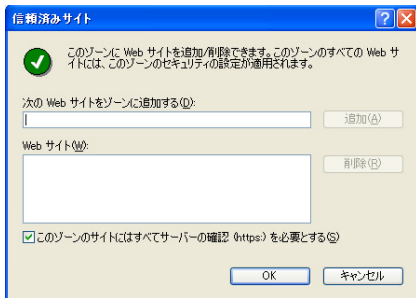 信頼済みサイト
このゾーンに Web サイトを追加/削除できます。このゾーンのすべての Web サ
イトには、このゾーンのセキュリティの設定が適用されます。
次の Web サイトをゾーンに追加する(D):
追加(A)
Web サイト(W):
削除(R)
このゾーンのサイトにはすべてサーバーの確認 (https:) を必要とする(S)
OK
キャンセル